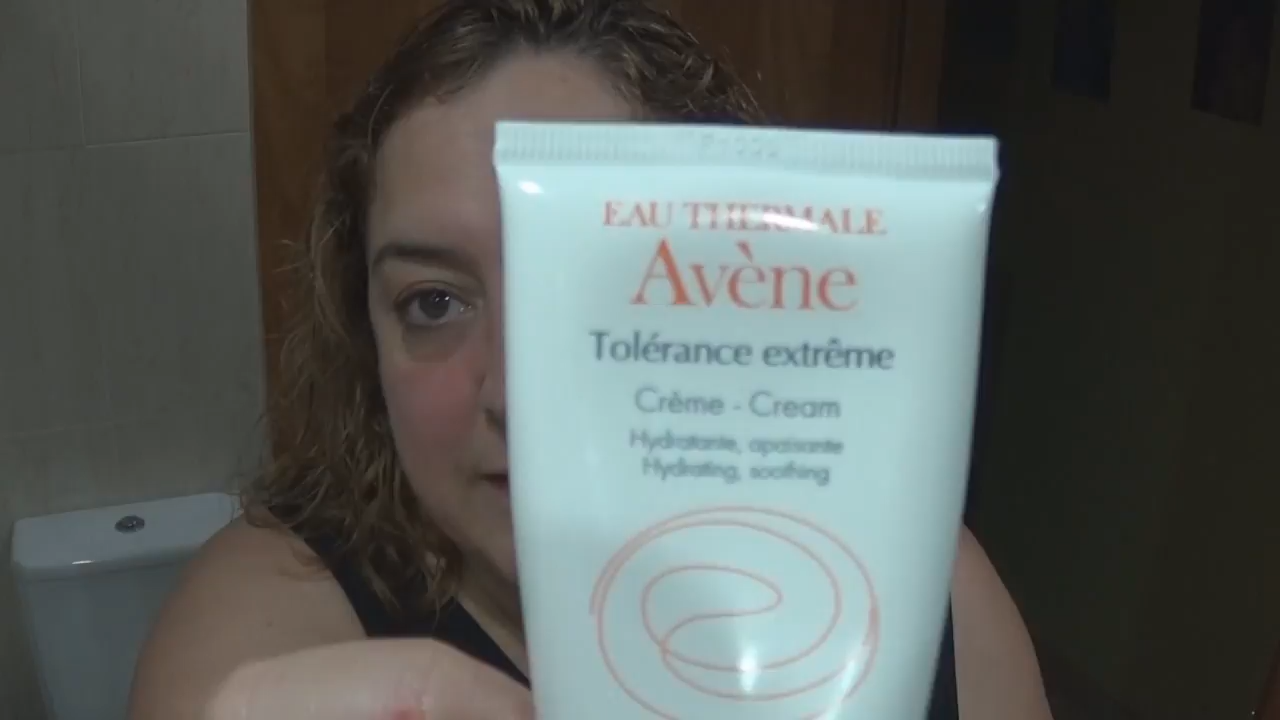 EAU THERMALE
Avène
Tolérance extrême
Crème - Cream
Hydratante, apaisante
Hydrating, soothing